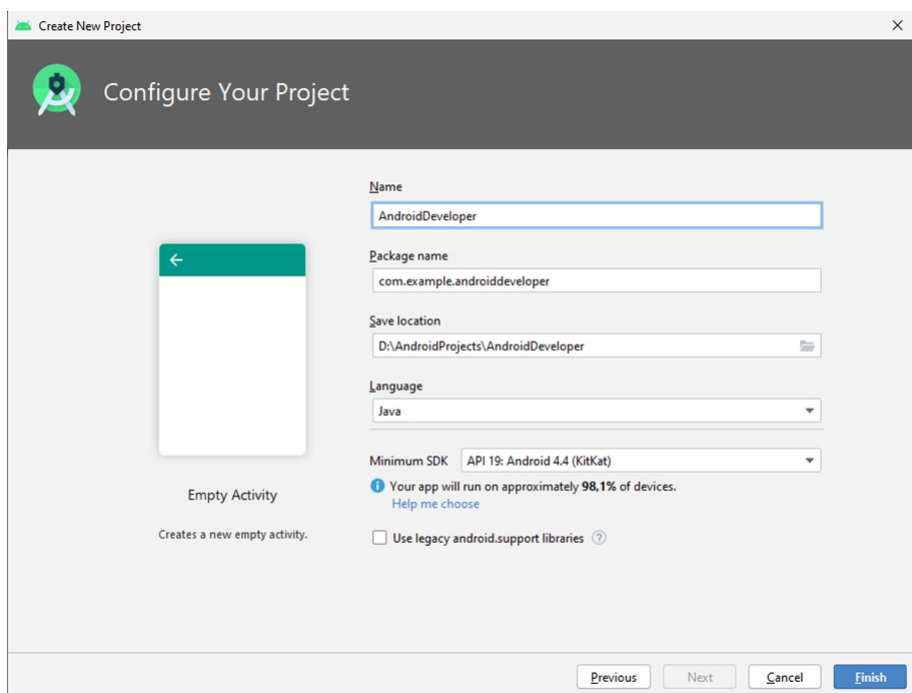 Create New Project
Configure Your Project
Name
AndroidDeveloper
Package name
com.example.androiddeveloper
Save location
D:\AndroidProjects\AndroidDeveloper
Language
Java
Minimum SDK API 19: Android 4.4 (KitKat)
Your app will run on approximately 98,1% of devices.
Help me choose
Use legacy android.support libraries ?
Empty Activity
Creates a new empty activity.
Previous Next Cancel Finish